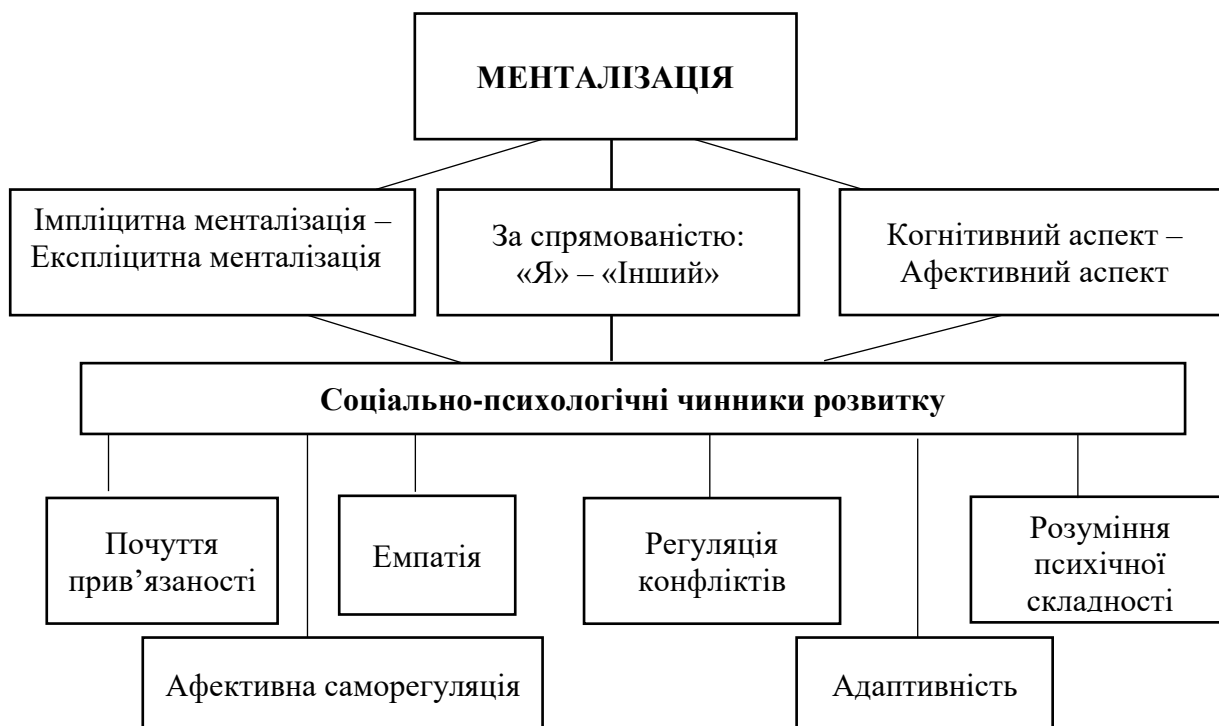 МЕНТАЛІЗАЦІЯ
Імпліцитна менталізація –
Експліцитна менталізація
За спрямованістю:
«Я» – «Інший»
Когнітивний аспект –
Афективний аспект
Соціально-психологічні чинники розвитку
Почуття
прив’язаності
Емпатія
Регуляція
конфліктів
Розуміння
психічної
складності
Афективна саморегуляція
Адаптивність